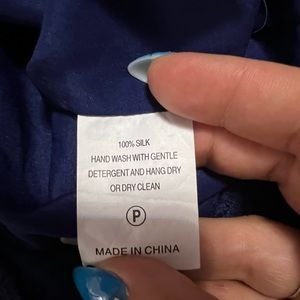 100% SILK
HAND WASH WITH GENTLE
DETERGENT AND HANG DRY
OR DRY CLEAN
P
MADE IN CHINA